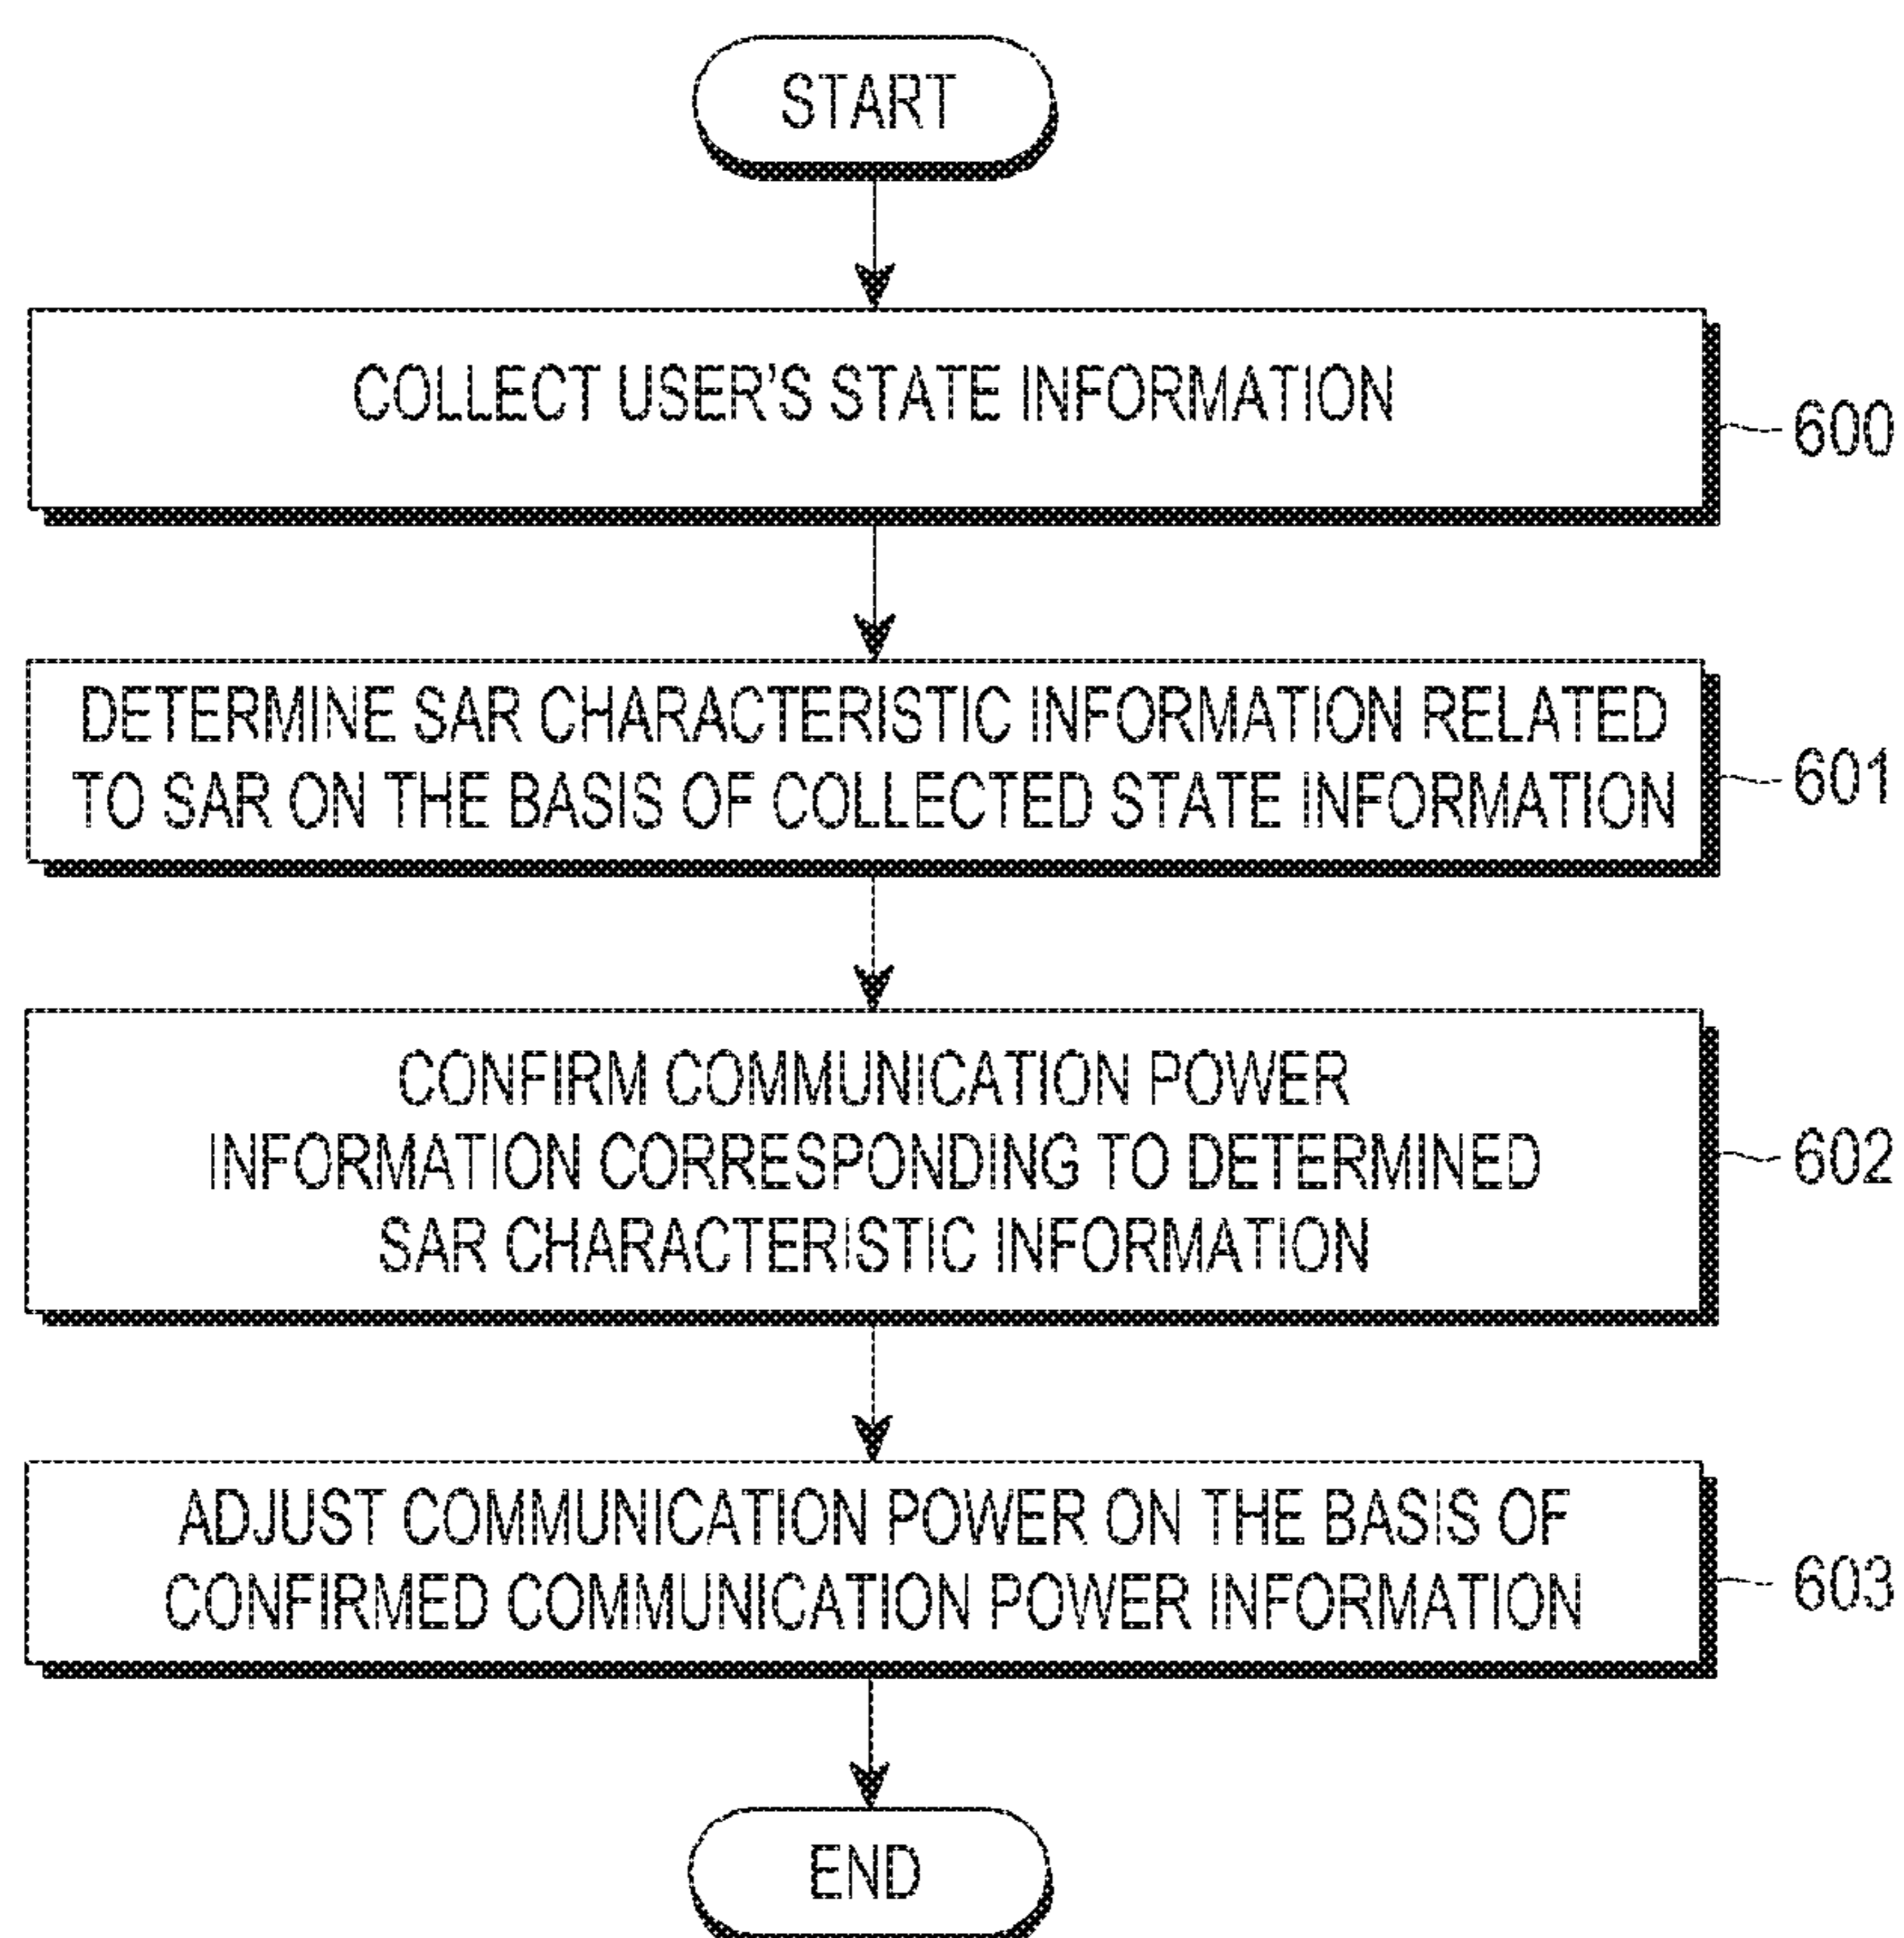 START
COLLECT USER'S STATE INFORMATION
600
DETERMINE SAR CHARACTERISTIC INFORMATION RELATED
TO SAR ON THE BASIS OF COLLECTED STATE INFORMATION
601
CONFIRM COMMUNICATION POWER
INFORMATION CORRESPONDING TO DETERMINED
SAR CHARACTERISTIC INFORMATION
602
ADJUST COMMUNICATION POWER ON THE BASIS OF
CONFIRMED COMMUNICATION POWER INFORMATION
603
END